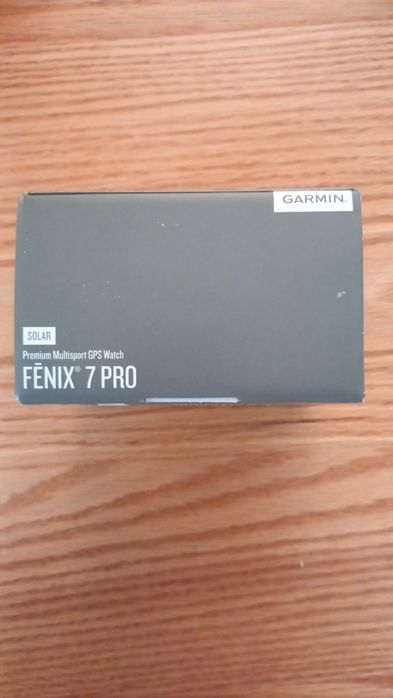 GARMIN.
SOLAR
Premium Multisport GPS Watch
FĒNIX® 7 PRO